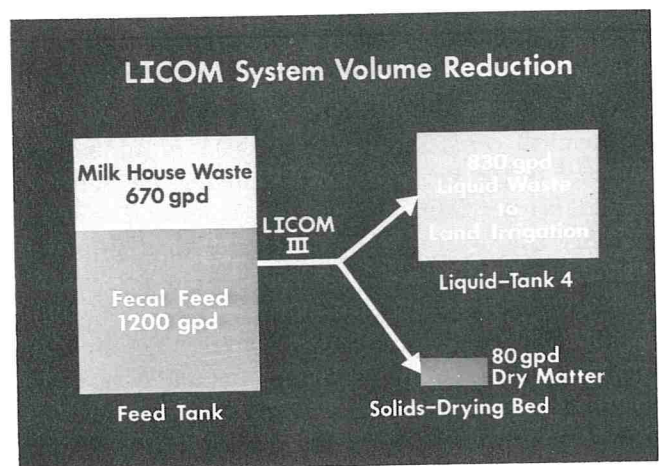 LICOM System Volume Reduction
Milk House Waste
670 gpd
Fecal Feed
1200 gpd
Feed Tank
LICOM
III
830 gpd
Liquid Waste
to
Land Irrigation
Liquid-Tank 4
80 gpd
Dry Matter
Solids-Drying Bed